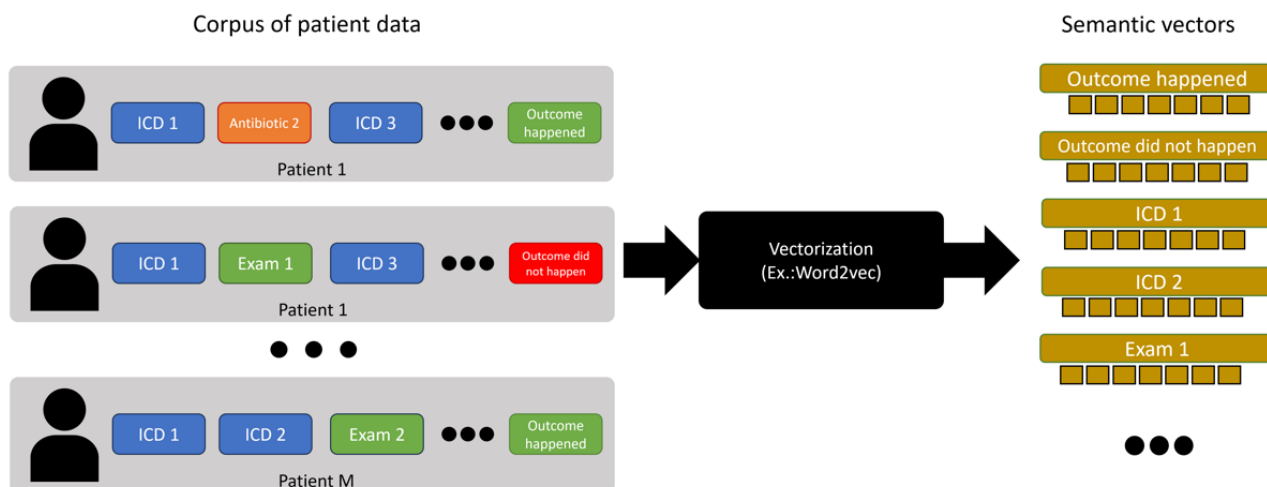 Corpus of patient data
Semantic vectors
ICD 1
Antibiotic 2
ICD 3
Outcome
happened
Patient 1
ICD 1
Exam 1
ICD 3
Outcome did
not happen
Patient 1
ICD 1
ICD 2
Exam 2
Outcome
happened
Patient M
Vectorization
(Ex.:Word2vec)
Outcome happened
Outcome did not happen
ICD 1
ICD 2
Exam 1